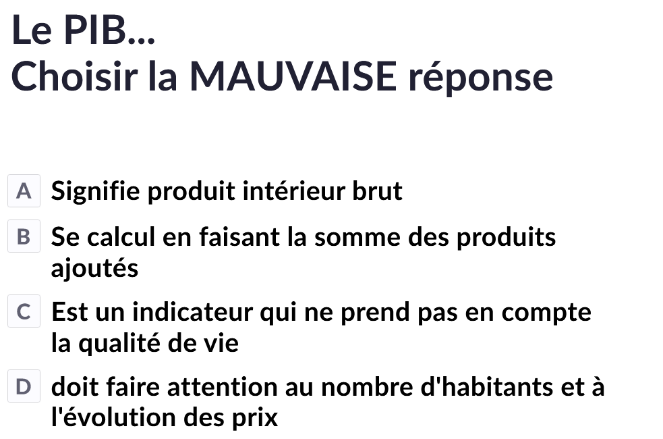 Le PIB...
Choisir la MAUVAISE réponse
A Signifie produit intérieur brut
B Se calcul en faisant la somme des produits
ajoutés
C Est un indicateur qui ne prend pas en compte
la qualité de vie
D doit faire attention au nombre d'habitants et à
l'évolution des prix